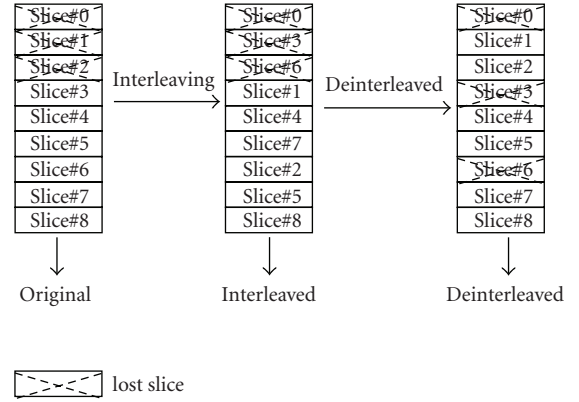 Slice#0
Slice#1
Slice#2
Slice#3
Slice#4
Slice#5
Slice#6
Slice#7
Slice#8
Original
Interleaving
Slice#0
Slice#3
Slice#6
Slice#1
Slice#4
Slice#7
Slice#2
Slice#5
Slice#8
Interleaved
Deinterleaved
Slice#0
Slice#1
Slice#2
Slice#3
Slice#4
Slice#5
Slice#6
Slice#7
Slice#8
Deinterleaved
lost slice